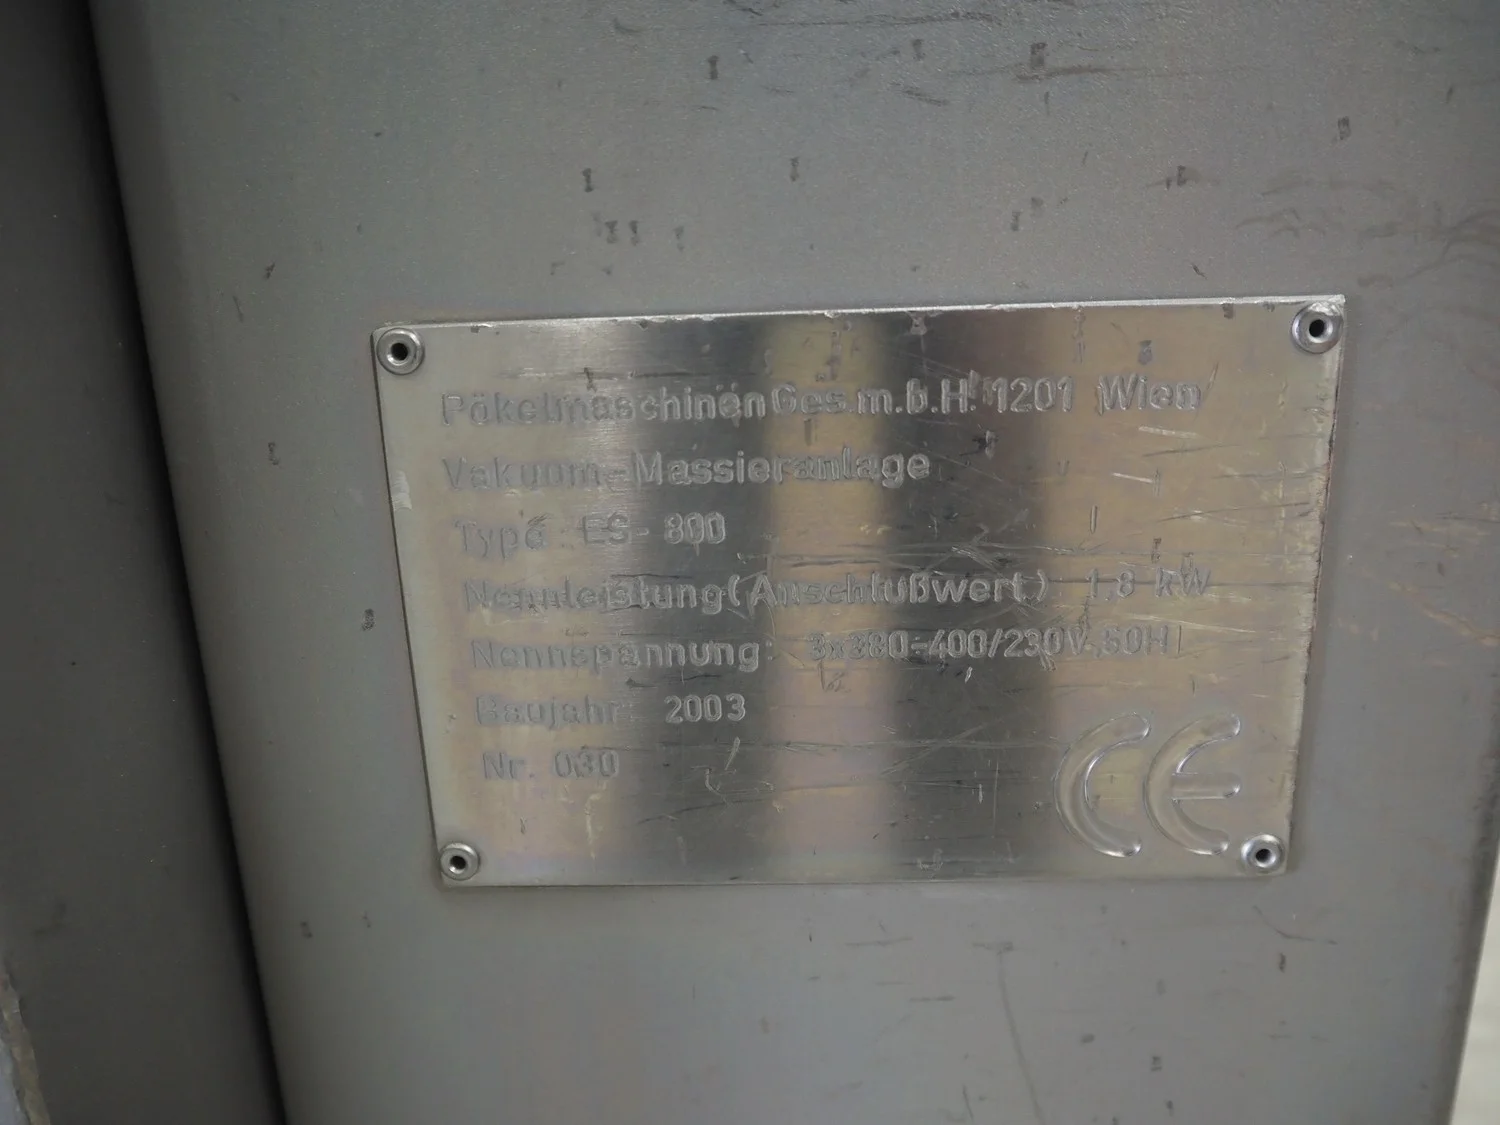 Pökelmaschinen Ges.m.b.H. 1201 Wien
Vakuum-Massieranlage
Type: ES-800
Nennleistung(Anschlußwert.) 1,8 kW
Nennspannung: 3x380-400/230V.50H
Baujahr: 2003
Nr. 030
CE